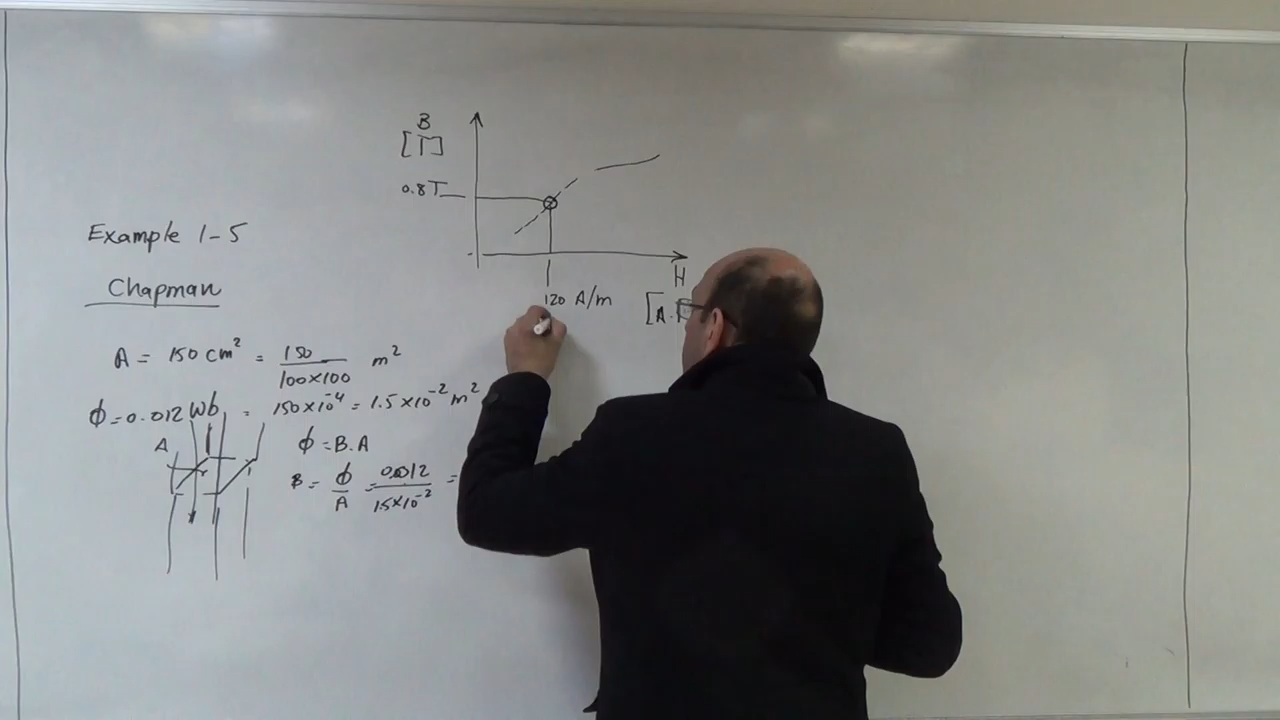 B
[T]
0.8T
H
120 A/m
[A.
Example 1-5
Chapman
A = 150 cm² = 150/100×100 m²
ϕ = 0.012 Wb = 150×10⁻⁴ = 1.5×10⁻² m²
A
ϕ = B.A
B = ϕ/A = 0.012/1.5×10⁻² =